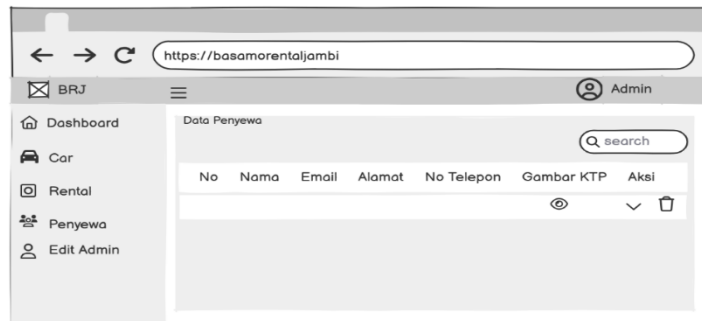 https://basamorentaljambi
BRJ
Admin
Dashboard
Car
Rental
Penyewa
Edit Admin
Data Penyewa
search
No Nama Email Alamat No Telepon Gambar KTP Aksi